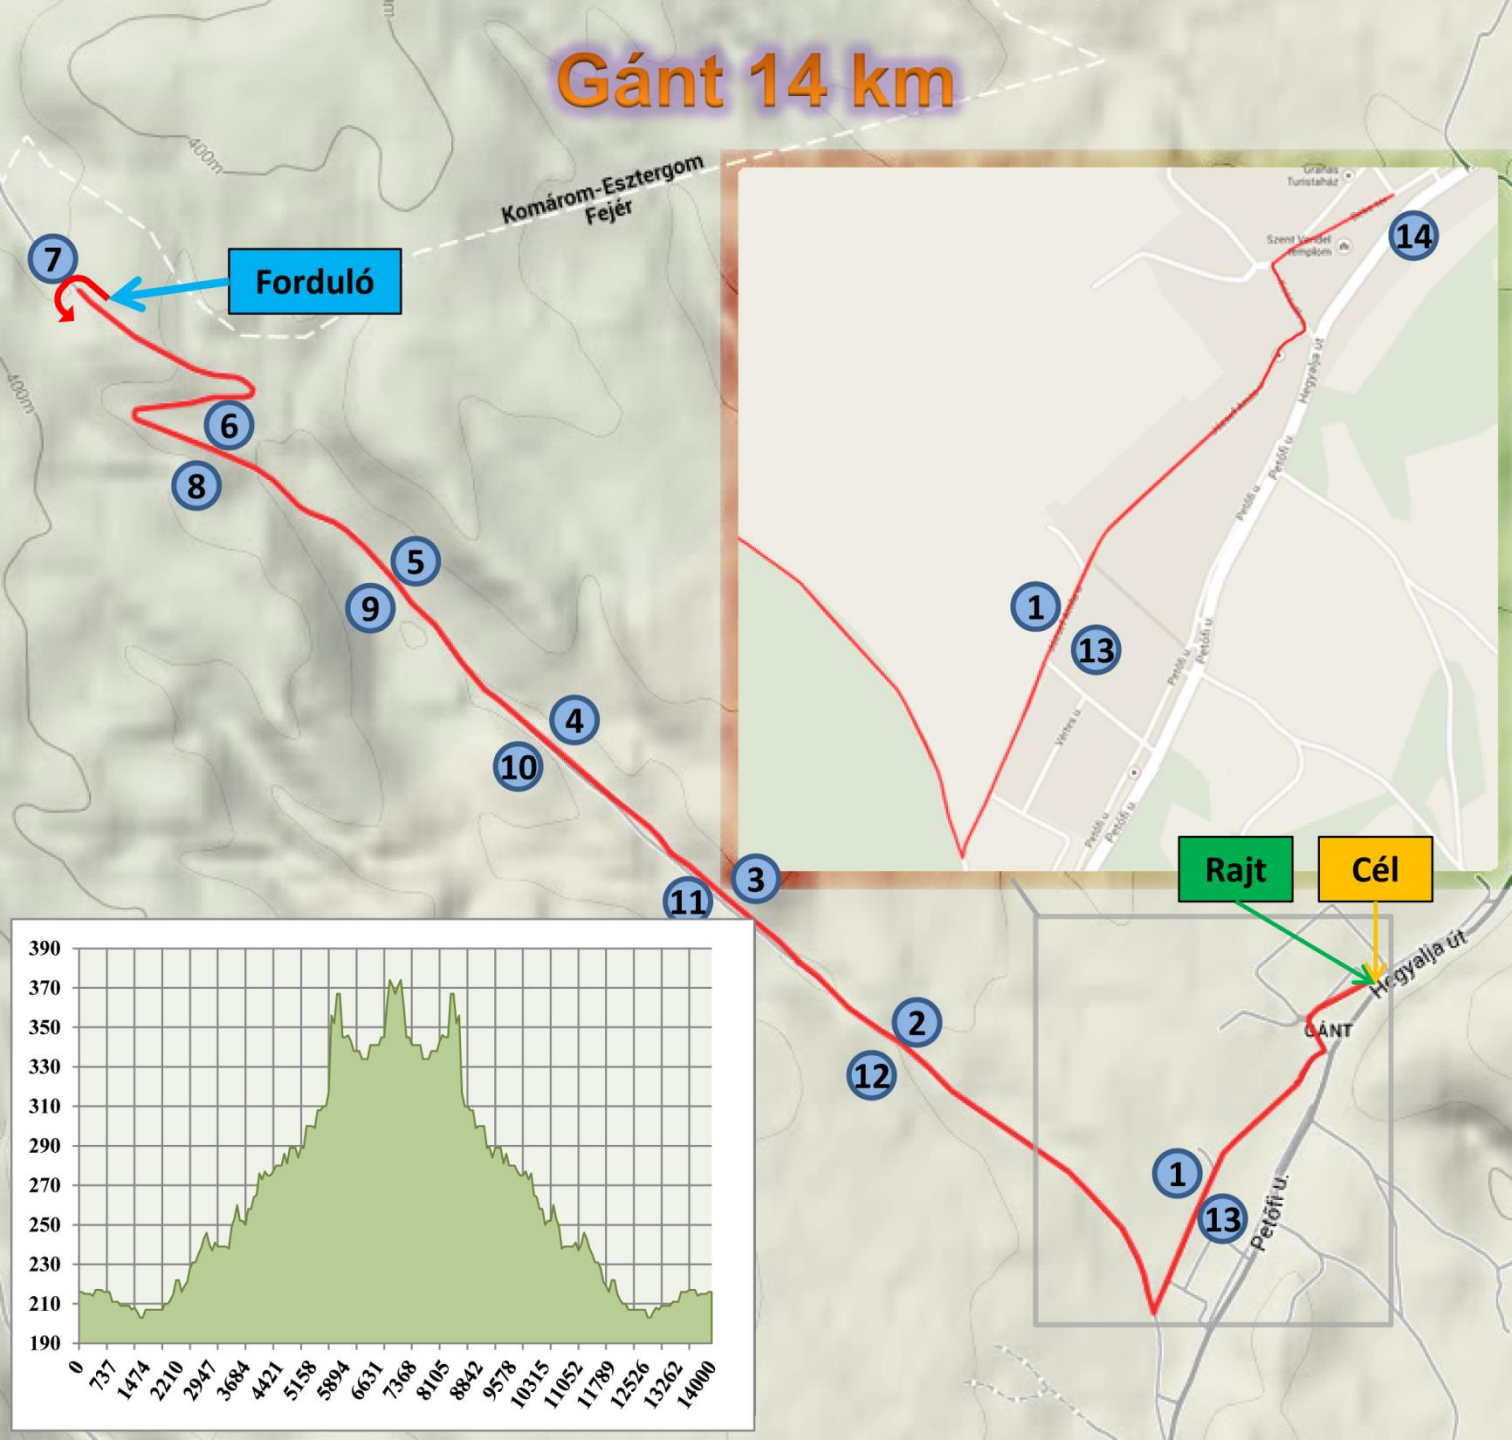 Gánt 14 km
400m
Komárom-Esztergom
Fejér
Turistaház
14
Szent Vendel
templom
7
Forduló
Hegyalja út
400m
6
Petőfi u.
8
Petőfi u.
5
9
1
13
Petőfi u.
Petőfi u.
4
10
Vértes u.
Petőfi u.
Petőfi u.
3
11
Rajt
Cél
Hegyalja út
GÁNT
2
12
1
13
Petőfi u.
390
370
350
330
310
290
270
250
230
210
190
0 737 1474 2210 2947 3684 4421 5158 5894 6631 7368 8105 8842 9578 10315 11052 11789 12526 13262 14000